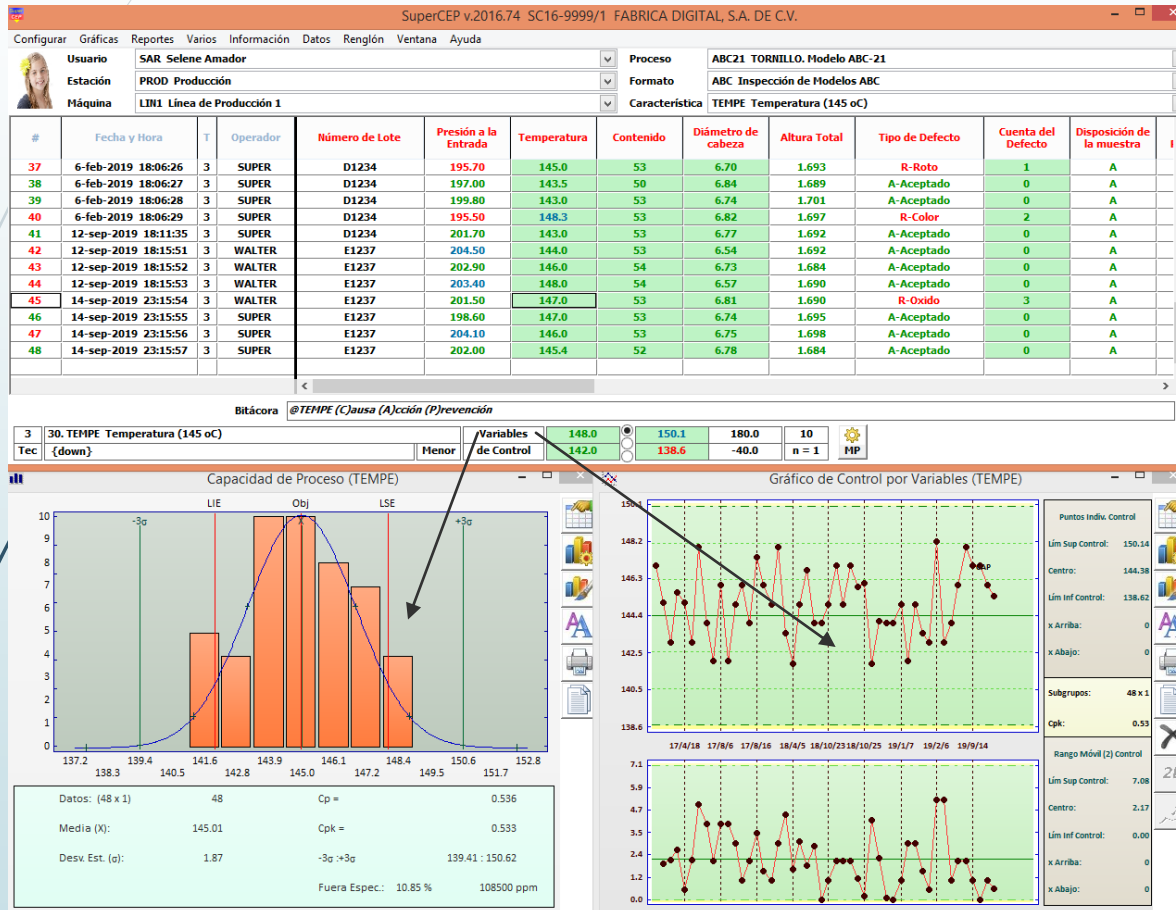 SuperCEP v.2016.74 SC16-9999/1 FABRICA DIGITAL, S.A. DE C.V.
Configurar Gráficas Reportes Varios Información Datos Renglón Ventana Ayuda
Usuario SAR Selene Amador Proceso ABC21 TORNILLO. Modelo ABC-21
Estación PROD Producción Formato ABC Inspección de Modelos ABC
Máquina LIN1 Línea de Producción 1 Característica TEMPE Temperatura (145 oC)
# Fecha y Hora T Operador Número de Lote Presión a la Entrada Temperatura Contenido Diámetro de cabeza Altura Total Tipo de Defecto Cuenta del Defecto Disposición de la muestra
37 6-feb-2019 18:06:26 3 SUPER D1234 195.70 145.0 53 6.70 1.693 R-Roto 1 A
38 6-feb-2019 18:06:27 3 SUPER D1234 197.00 143.5 50 6.84 1.689 A-Aceptado 0 A
39 6-feb-2019 18:06:28 3 SUPER D1234 199.80 143.0 53 6.74 1.701 A-Aceptado 0 A
40 6-feb-2019 18:06:29 3 SUPER D1234 195.50 148.3 53 6.82 1.697 R-Color 2 A
41 12-sep-2019 18:11:35 3 SUPER D1234 201.70 143.0 53 6.77 1.692 A-Aceptado 0 A
42 12-sep-2019 18:15:51 3 WALTER E1237 204.50 144.0 53 6.54 1.692 A-Aceptado 0 A
43 12-sep-2019 18:15:52 3 WALTER E1237 202.90 146.0 54 6.73 1.684 A-Aceptado 0 A
44 12-sep-2019 18:15:53 3 WALTER E1237 203.40 148.0 54 6.57 1.690 A-Aceptado 0 A
45 14-sep-2019 23:15:54 3 WALTER E1237 201.50 147.0 53 6.81 1.690 R-Oxido 3 A
46 14-sep-2019 23:15:55 3 SUPER E1237 198.60 147.0 53 6.74 1.695 A-Aceptado 0 A
47 14-sep-2019 23:15:56 3 SUPER E1237 204.10 146.0 53 6.75 1.698 A-Aceptado 0 A
48 14-sep-2019 23:15:57 3 SUPER E1237 202.00 145.4 52 6.78 1.684 A-Aceptado 0 A
Bitácora @TEMPE (C)ausa (A)cción (P)revención
3 30. TEMPE Temperatura (145 oC) Variables 148.0 150.1 180.0 10
Tec {down} Menor de Control 142.0 138.6 -40.0 n = 1 MP
Capacidad de Proceso (TEMPE)
LIE Obj LSE
-3σ X +3σ
10
9
8
7
6
5
4
3
2
1
0
137.2 139.4 141.6 143.9 146.1 148.4 150.6 152.8
138.3 140.5 142.8 145.0 147.2 149.5 151.7
Datos: (48 x 1) 48 Cp = 0.536
Media (X): 145.01 Cpk = 0.533
Desv. Est. (σ): 1.87 -3σ :+3σ 139.41 : 150.62
Fuera Espec.: 10.85 % 108500 ppm
Gráfico de Control por Variables (TEMPE)
150.1
148.2
146.3
144.4
142.5
140.5
138.6
17/4/18 17/8/6 17/8/16 18/4/5 18/10/23 18/10/25 19/1/7 19/2/6 19/9/14
7.1
5.9
4.7
3.5
2.4
1.2
0.0
Puntos Indiv. Control
Lím Sup Control: 150.14
Centro: 144.38
Lím Inf Control: 138.62
x Arriba: 0
x Abajo: 0
Subgrupos: 48 x 1
Cpk: 0.53
Rango Móvil (2) Control
Lím Sup Control: 7.08
Centro: 2.17
Lím Inf Control: 0.00
x Arriba: 0
x Abajo: 0